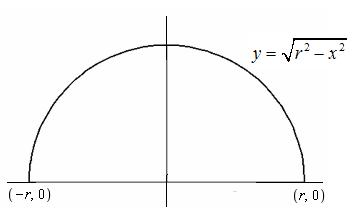 y = √(r² − x²)
(−r, 0)
(r, 0)